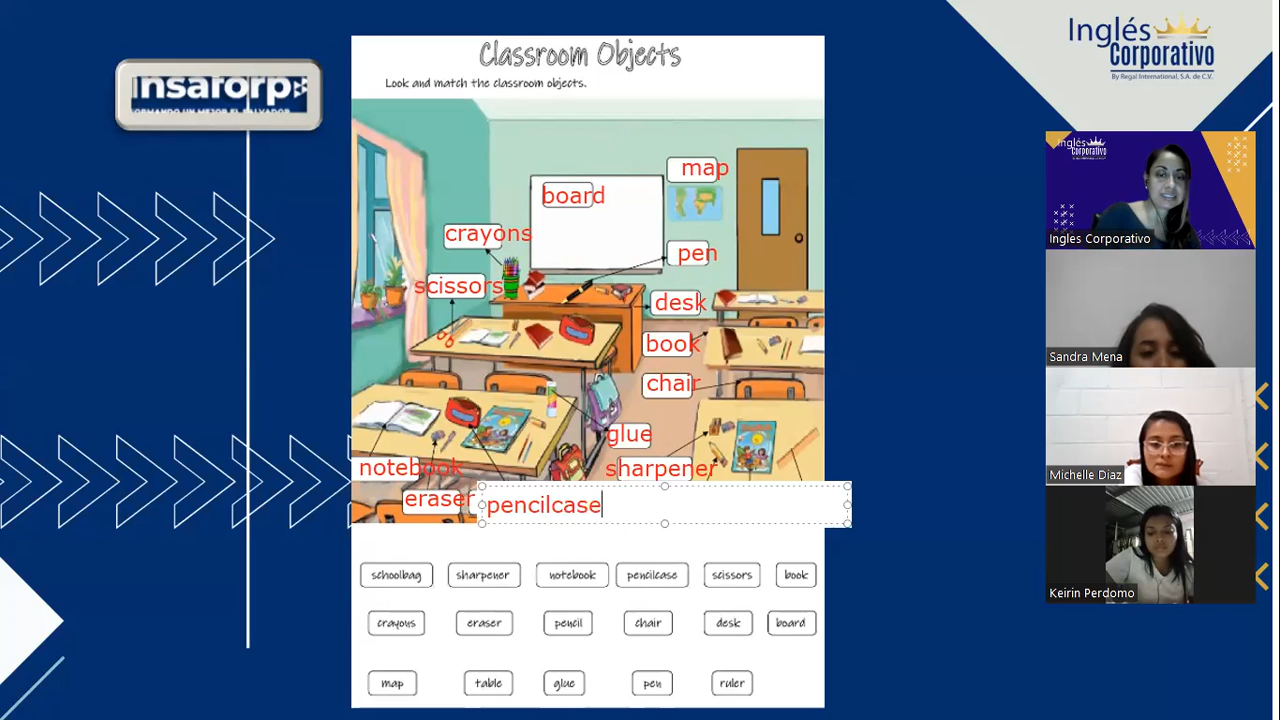 Classroom Objects
Look and match the classroom objects.
Insaforp
Inglés
Corporativo
By Regal International, S.A. de C.V.
map
board
crayons
pen
scissors
desk
book
chair
glue
notebook
sharpener
eraser
pencilcase
schoolbag sharpener notebook pencilcase scissors book
crayons eraser pencil chair desk board
map table glue pen ruler
Inglés
Corporativo
Ingles Corporativo
Sandra Mena
Michelle Diaz
Keirin Perdomo